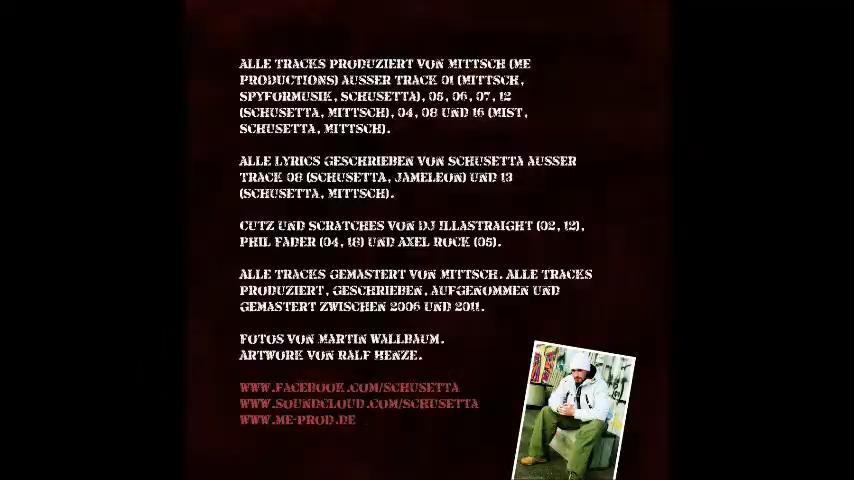 ALLE TRACKS PRODUZIERT VON MITTSCH (ME
PRODUCTIONS) AUSSER TRACK 01 (MITTSCH,
SPYFORMUSIK, SCHUSETTA), 05, 06, 07, 12
(SCHUSETTA, MITTSCH), 04, 08 UND 16 (MIST,
SCHUSETTA, MITTSCH).
ALLE LYRICS GESCHRIEBEN VON SCHUSETTA AUSSER
TRACK 08 (SCHUSETTA, JAMELEON) UND 13
(SCHUSETTA, MITTSCH).
CUTZ UND SCRATCHES VON DJ ILLASTRAIGHT (02, 12),
PHIL FADER (04, 16) UND AXEL ROCK (05).
ALLE TRACKS GEMASTERT VON MITTSCH. ALLE TRACKS
PRODUZIERT, GESCHRIEBEN, AUFGENOMMEN UND
GEMASTERT ZWISCHEN 2006 UND 2011.
FOTOS VON MARTIN WALLBAUM.
ARTWORK VON RALF HENZE.
WWW.FACEBOOK.COM/SCHUSETTA
WWW.SOUNDCLOUD.COM/SCHUSETTA
WWW.ME-PROD.DE